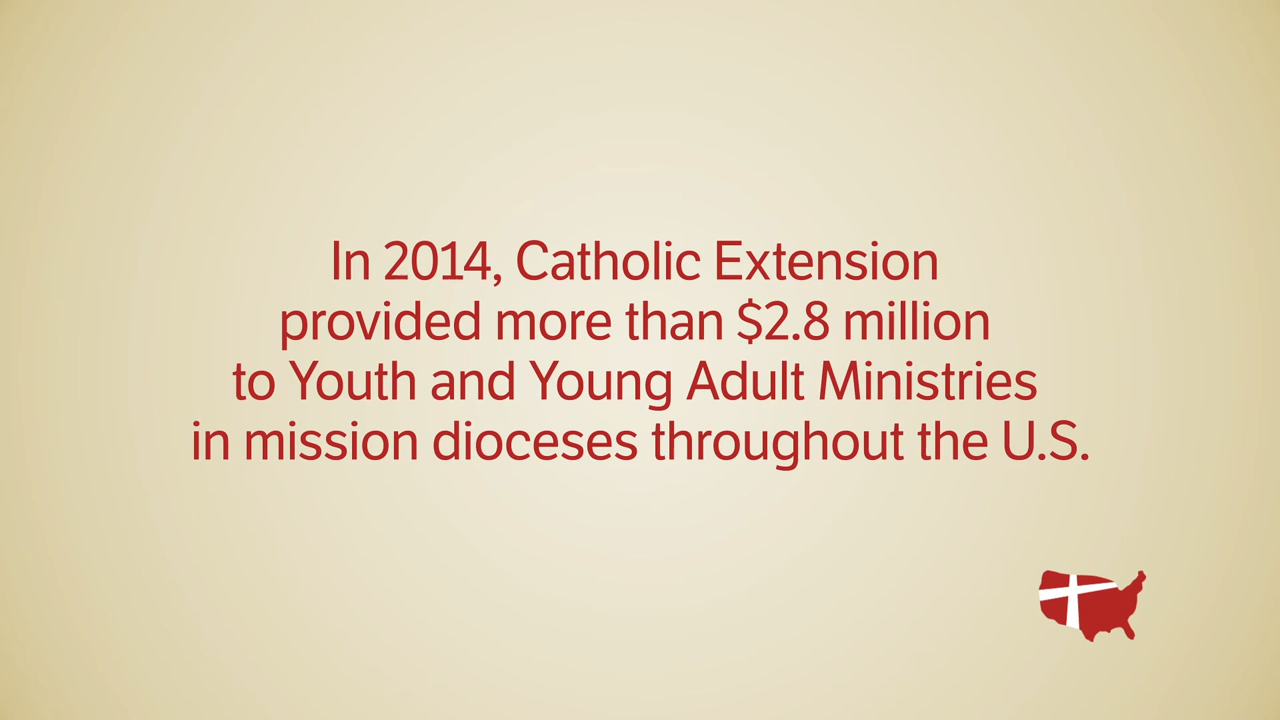 In 2014, Catholic Extension
provided more than $2.8 million
to Youth and Young Adult Ministries
in mission dioceses throughout the U.S.